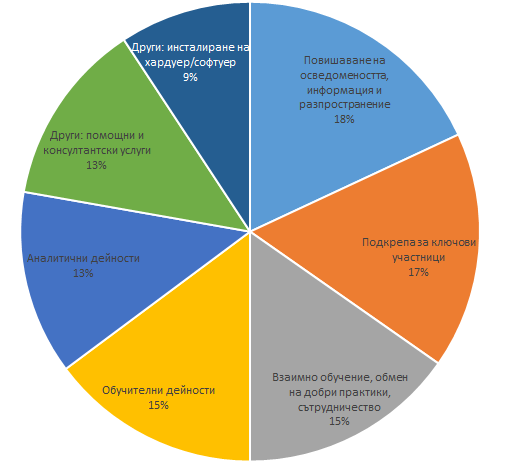 Повишаване на
осведомеността,
информация и
разпространение
18%
Подкрепа за ключови
участници
17%
Взаимно обучение, обмен
на добри практики,
сътрудничество
15%
Обучителни дейности
15%
Аналитични дейности
13%
Други: помощни и
консултантски услуги
13%
Други: инсталиране на
хардуер/софтуер
9%